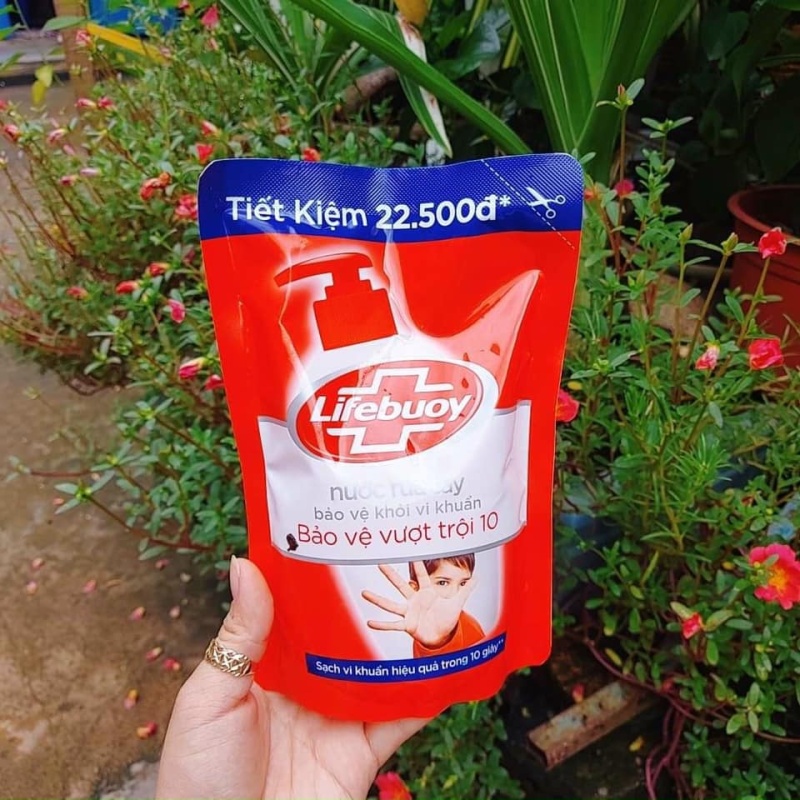 Tiết Kiệm 22.500đ*
Lifebuoy
nước rửa tay
bảo vệ khỏi vi khuẩn
Bảo vệ vượt trội 10
Sạch vi khuẩn hiệu quả trong 10 giây**